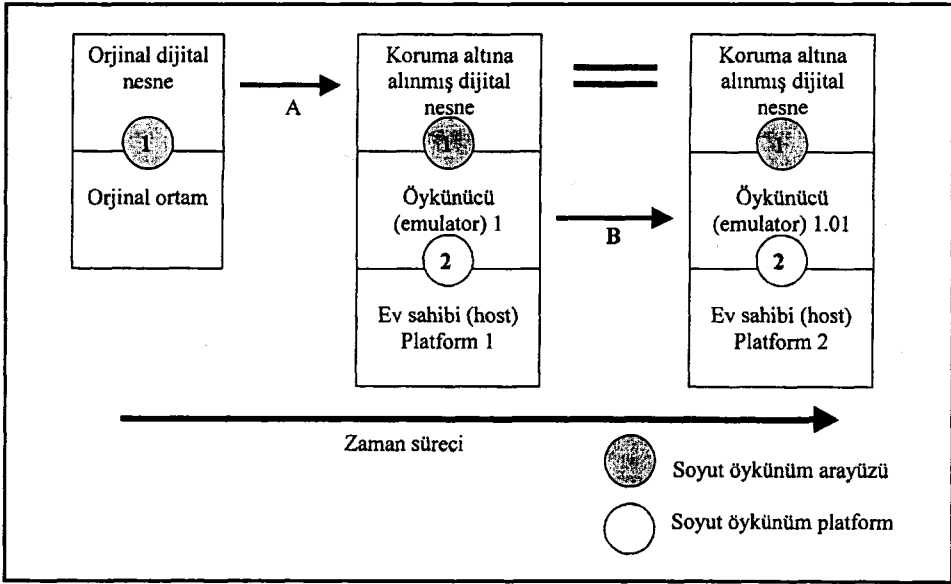 Orjinal dijital
nesne
1
Orjinal ortam
A
Koruma altına
alınmış dijital
nesne
1
Öykünücü
(emulator) 1
2
Ev sahibi (host)
Platform 1
B
Koruma altına
alınmış dijital
nesne
1
Öykünücü
(emulator) 1.01
2
Ev sahibi (host)
Platform 2
Zaman süreci
Soyut öykünüm arayüzü
Soyut öykünüm platform